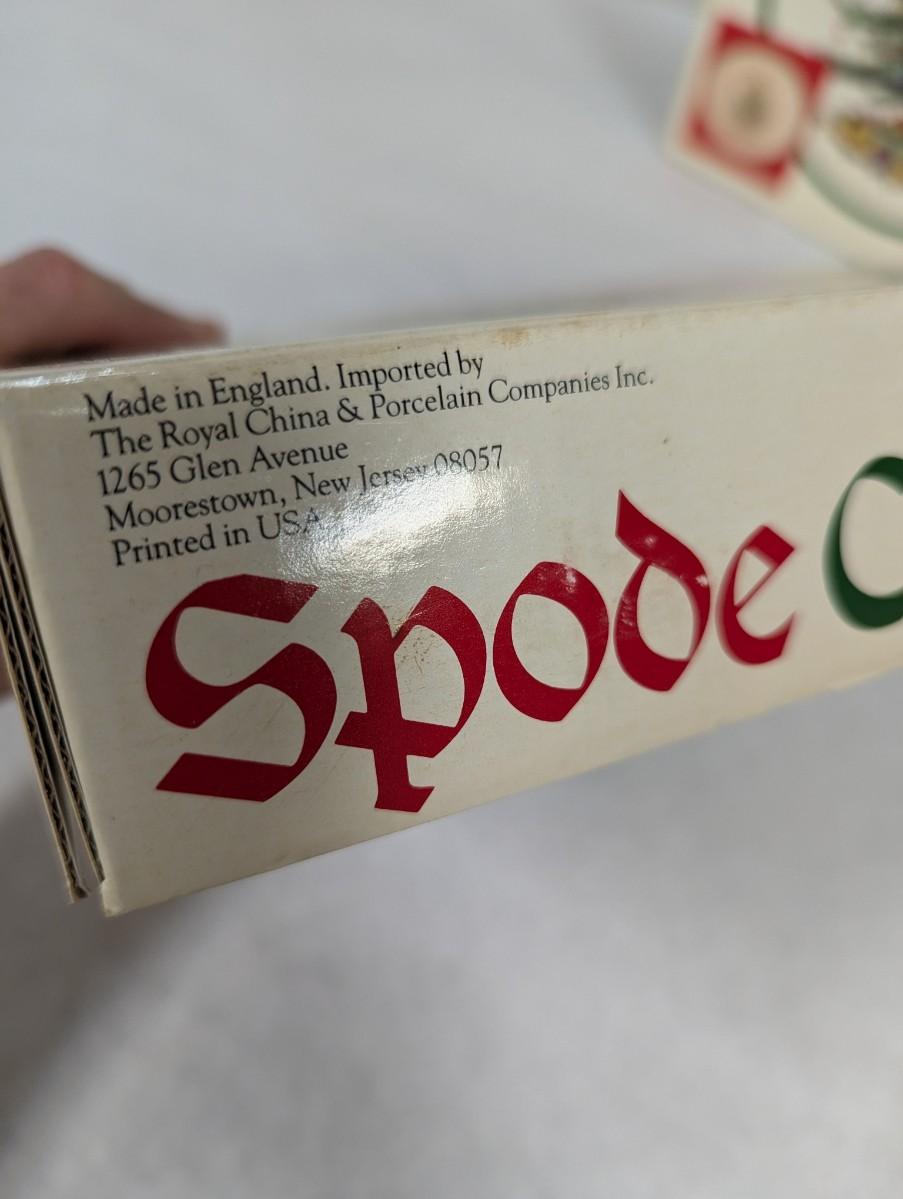 Made in England. Imported by
The Royal China & Porcelain Companies Inc.
1265 Glen Avenue
Moorestown, New Jersey 08057
Printed in USA
Spode